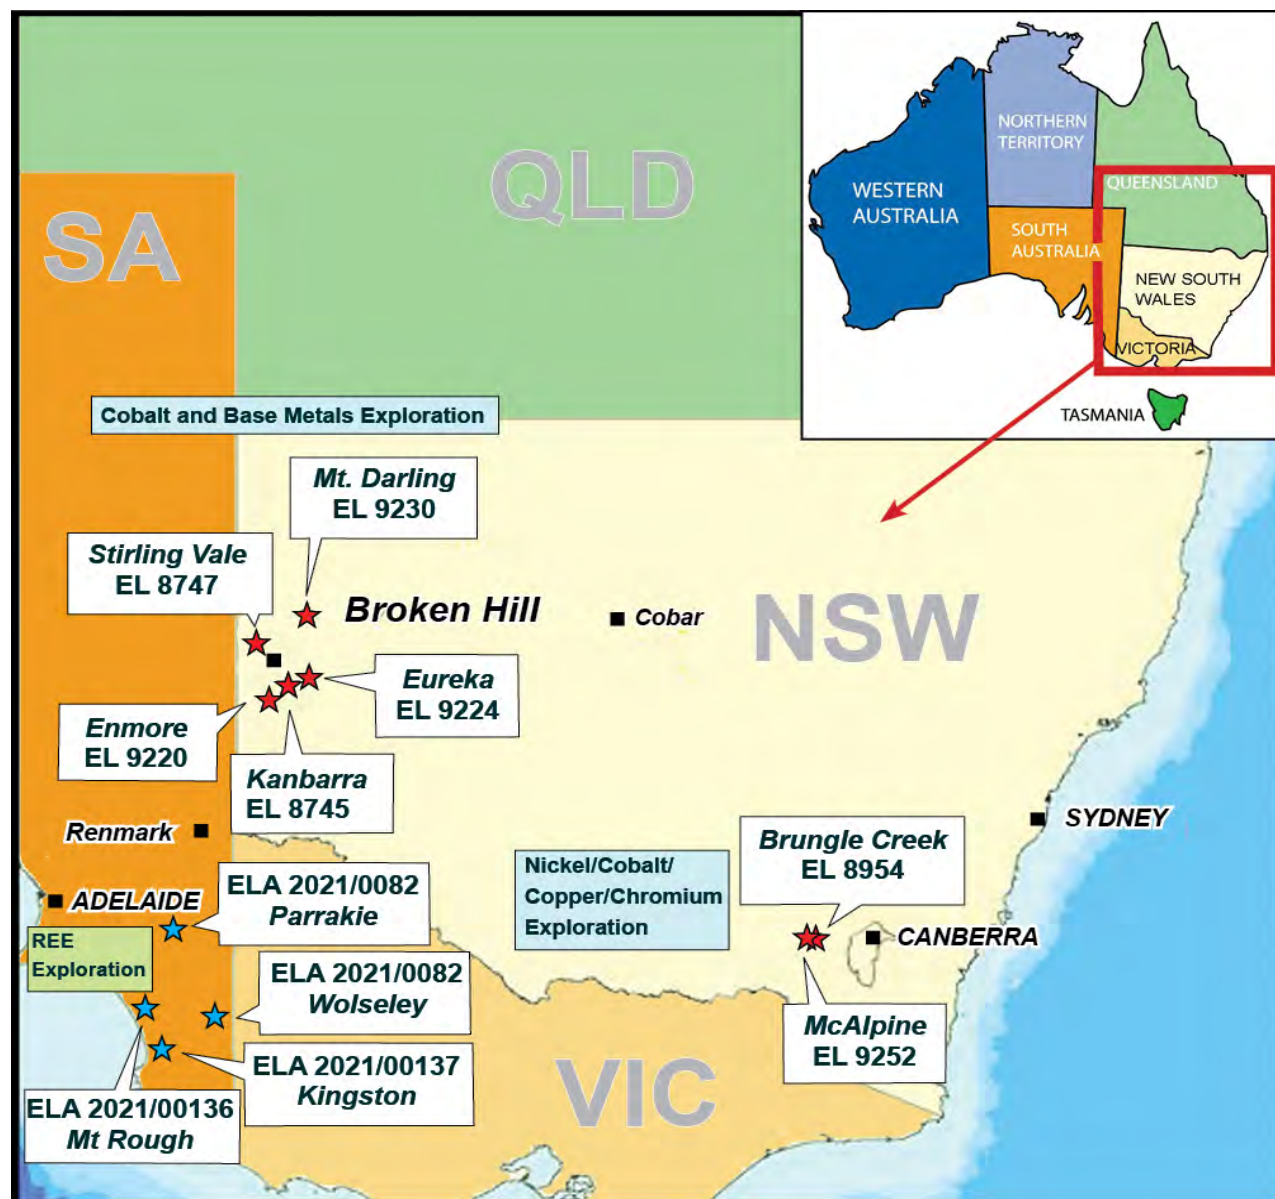 QLD
SA
NORTHERN
TERRITORY
WESTERN
AUSTRALIA
QUEENSLAND
SOUTH
AUSTRALIA
NEW SOUTH
WALES
VICTORIA
TASMANIA
Cobalt and Base Metals Exploration
Mt. Darling
EL 9230
Stirling Vale
EL 8747
Broken Hill
Cobar
NSW
Eureka
EL 9224
Enmore
EL 9220
Kanbarra
EL 8745
Renmark
SYDNEY
Brungle Creek
EL 8954
Nickel/Cobalt/
Copper/Chromium
Exploration
ELA 2021/0082
Parrakie
ADELAIDE
REE
Exploration
CANBERRA
ELA 2021/0082
Wolseley
McAlpine
EL 9252
ELA 2021/00137
Kingston
VIC
ELA 2021/00136
Mt Rough